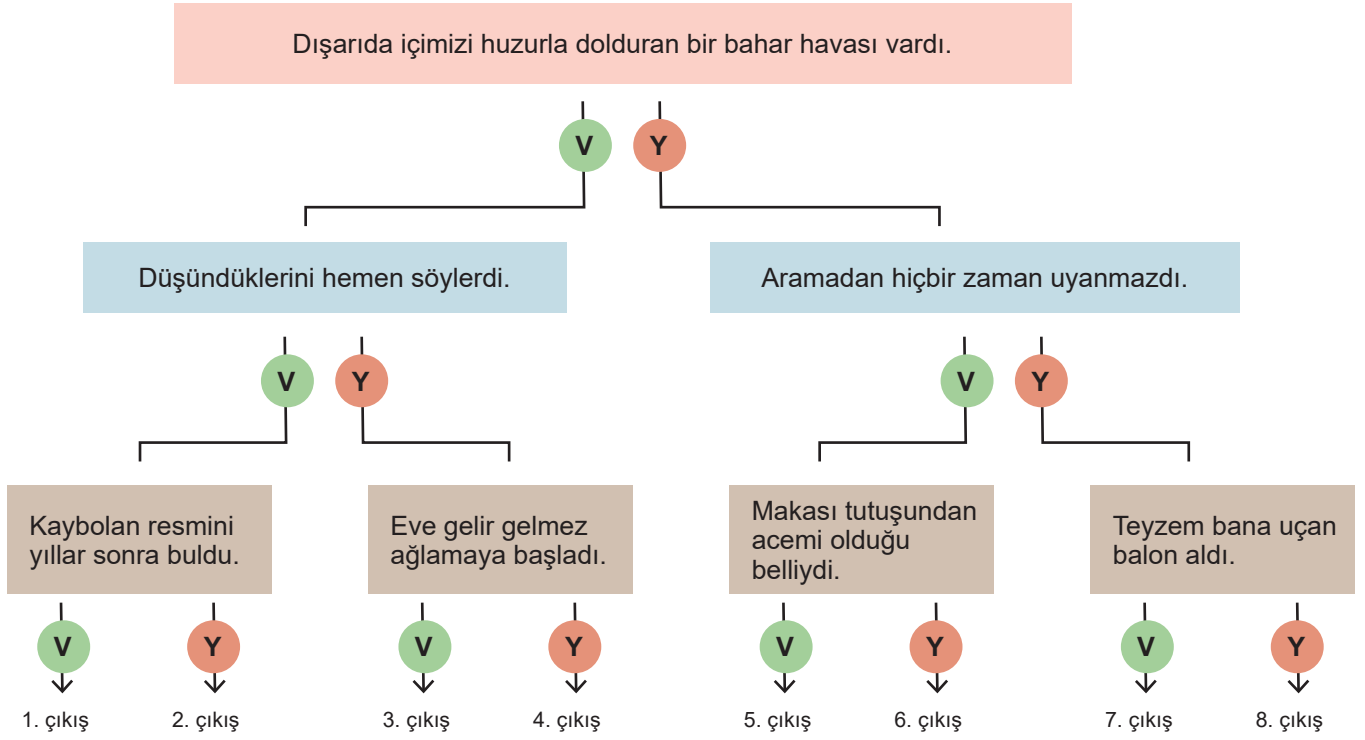 Dışarıda içimizi huzurla dolduran bir bahar havası vardı.
V
Y
Düşündüklerini hemen söylerdi.
Aramadan hiçbir zaman uyanmazdı.
V
Y
V
Y
Kaybolan resmini
yıllar sonra buldu.
Eve gelir gelmez
ağlamaya başladı.
Makası tutuşundan
acemi olduğu
belliydi.
Teyzem bana uçan
balon aldı.
V
Y
V
Y
V
Y
V
Y
1. çıkış
2. çıkış
3. çıkış
4. çıkış
5. çıkış
6. çıkış
7. çıkış
8. çıkış